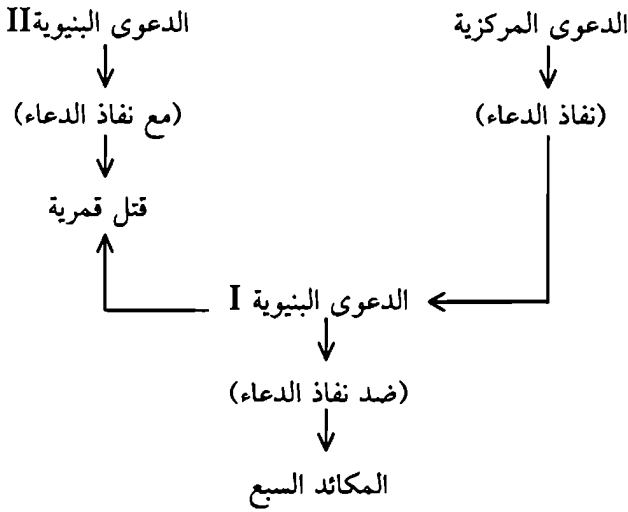 الدعوى المركزية
الدعوى البنيوية II
(نفاذ الدعاء)
(مع نفاذ الدعاء)
قتل قمرية
الدعوى البنيوية I
(ضد نفاذ الدعاء)
المكائد السبع